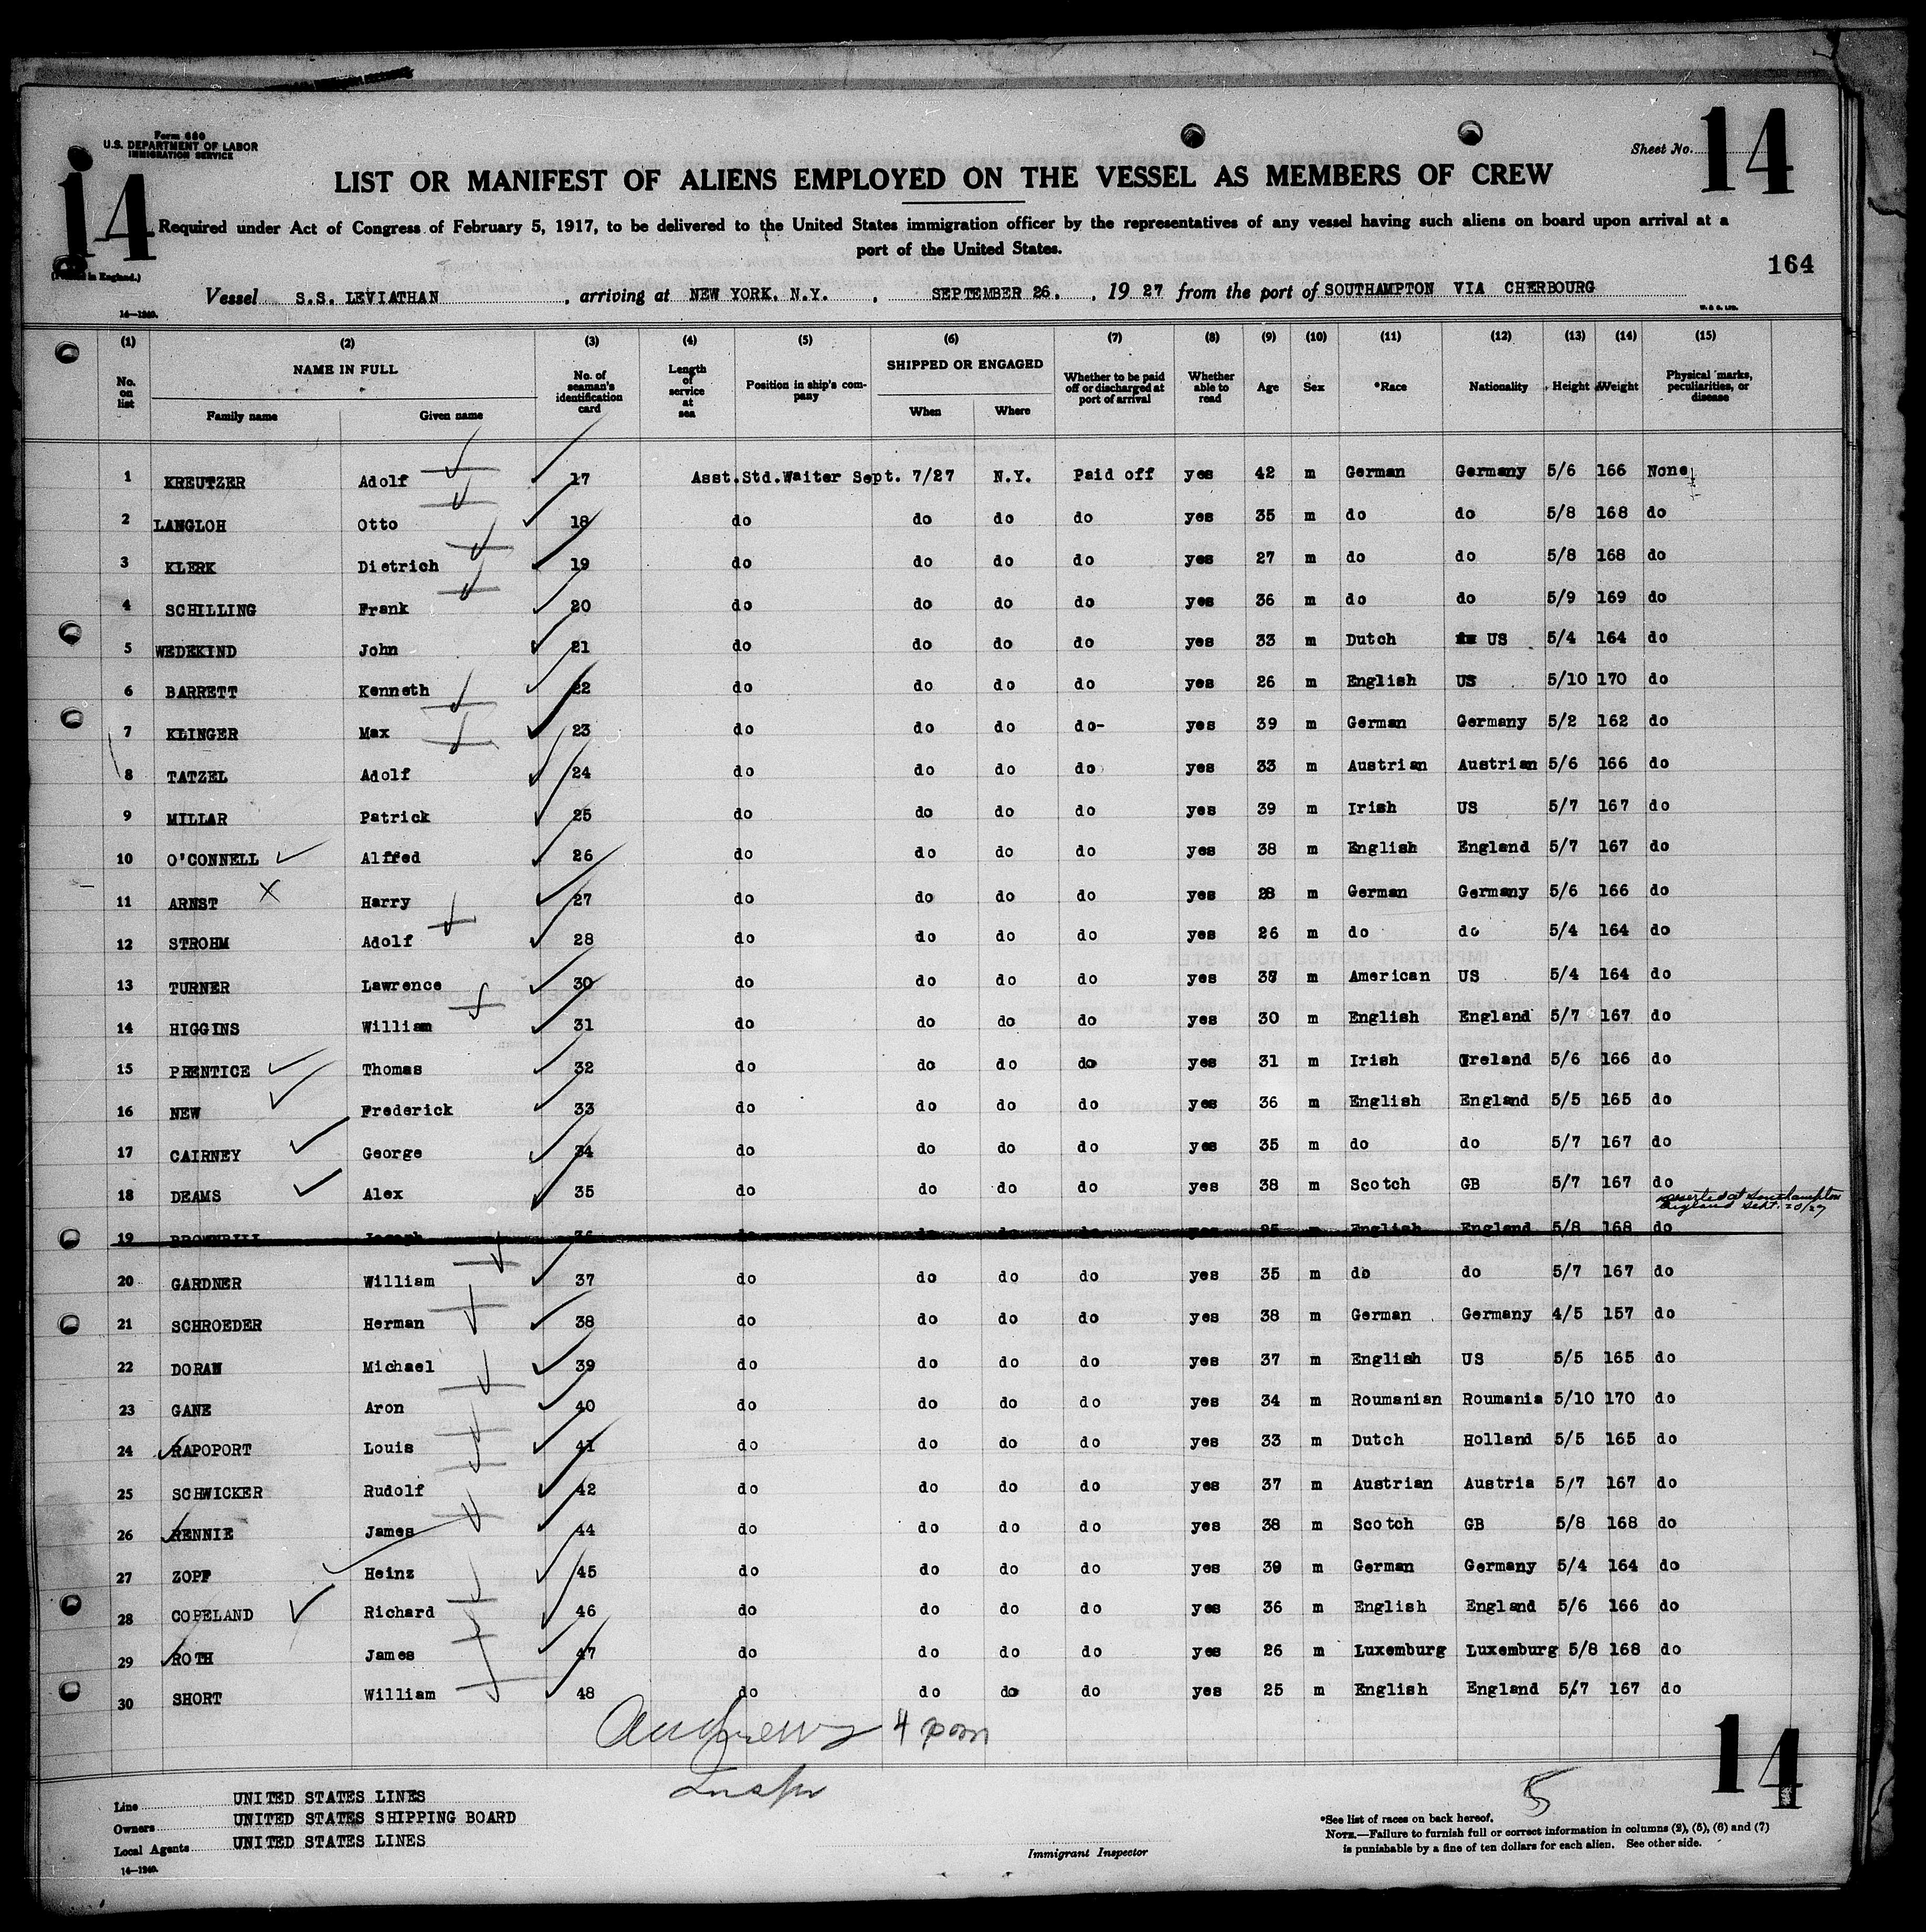 Form 680
U.S. DEPARTMENT OF LABOR
IMMIGRATION SERVICE
14
Sheet No. 14
LIST OR MANIFEST OF ALIENS EMPLOYED ON THE VESSEL AS MEMBERS OF CREW
Required under Act of Congress of February 5, 1917, to be delivered to the United States immigration officer by the representatives of any vessel having such aliens on board upon arrival at a
port of the United States.
(Printed in England.)
164
Vessel S.S. LEVIATHAN, arriving at NEW YORK. N.Y., SEPTEMBER 26., 19 27 from the port of SOUTHAMPTON VIA CHERBOURG
14—1240.
W. & S. LTD.
(1) (2) (3) (4) (5) (6) (7) (8) (9) (10) (11) (12) (13) (14) (15)
No. on list NAME IN FULL Family name Given name No. of seaman's identification card Length of service at sea Position in ship's company SHIPPED OR ENGAGED When Where Whether to be paid off or discharged at port of arrival Whether able to read Age Sex *Race Nationality Height Weight Physical marks, peculiarities, or disease
1 KREUTZER Adolf 17 Asst.Std.Waiter Sept. 7/27 N.Y. Paid off yes 42 m German Germany 5/6 166 None
2 LANGLOH Otto 18 do do do do yes 35 m do do 5/8 168 do
3 KLERK Dietrich 19 do do do do yes 27 m do do 5/8 168 do
4 SCHILLING Frank 20 do do do do yes 36 m do do 5/9 169 do
5 WEDEKIND John 21 do do do do yes 33 m Dutch US 5/4 164 do
6 BARRETT Kenneth 22 do do do do yes 26 m English US 5/10 170 do
7 KLINGER Max 23 do do do do- yes 39 m German Germany 5/2 162 do
8 TATZEL Adolf 24 do do do do yes 33 m Austrian Austrian 5/6 166 do
9 MILLAR Patrick 25 do do do do yes 39 m Irish US 5/7 167 do
10 O'CONNELL Alffed 26 do do do do yes 38 m English England 5/7 167 do
11 ARNST Harry 27 do do do do yes 28 m German Germany 5/6 166 do
12 STROHM Adolf 28 do do do do yes 26 m do do 5/4 164 do
13 TURNER Lawrence 30 do do do do yes m American US 5/4 164 do
14 HIGGINS William 31 do do do do yes 30 m English England 5/7 167 do
15 PRENTICE Thomas 32 do do do do yes 31 m Irish Ireland 5/6 166 do
16 NEW Frederick 33 do do do do yes 36 m English England 5/5 165 do
17 CAIRNEY George 34 do do do do yes 35 m do do 5/7 167 do
18 DEAMS Alex 35 do do do do yes 38 m Scotch GB 5/7 167 do
Deserted at Southampton
England Sept. 20/27
19 BROWNBILL Joseph 36 do do do do yes 25 m English England 5/8 168 do
20 GARDNER William 37 do do do do yes 35 m do do 5/7 167 do
21 SCHROEDER Herman 38 do do do do yes 38 m German Germany 4/5 157 do
22 DORAN Michael 39 do do do do yes 37 m English US 5/5 165 do
23 GANE Aron 40 do do do do yes 34 m Roumanian Roumania 5/10 170 do
24 RAPOPORT Louis 41 do do do do yes 33 m Dutch Holland 5/5 165 do
25 SCHWICKER Rudolf 42 do do do do yes 37 m Austrian Austria 5/7 167 do
26 RENNIE James 44 do do do do yes 38 m Scotch GB 5/8 168 do
27 ZOPF Heinz 45 do do do do yes 39 m German Germany 5/4 164 do
28 COPELAND Richard 46 do do do do yes 36 m English England 5/6 166 do
29 ROTH James 47 do do do do yes 26 m Luxemburg Luxemburg 5/8 168 do
30 SHORT William 48 do do do do yes 25 m English England 5/7 167 do
Andrews 4 pm
Inspr
14
5
Line UNITED STATES LINES
Owners UNITED STATES SHIPPING BOARD
Local Agents UNITED STATES LINES
14—1240.
Immigrant Inspector
*See list of races on back hereof.
NOTE.—Failure to furnish full or correct information in columns (2), (5), (6) and (7)
is punishable by a fine of ten dollars for each alien. See other side.